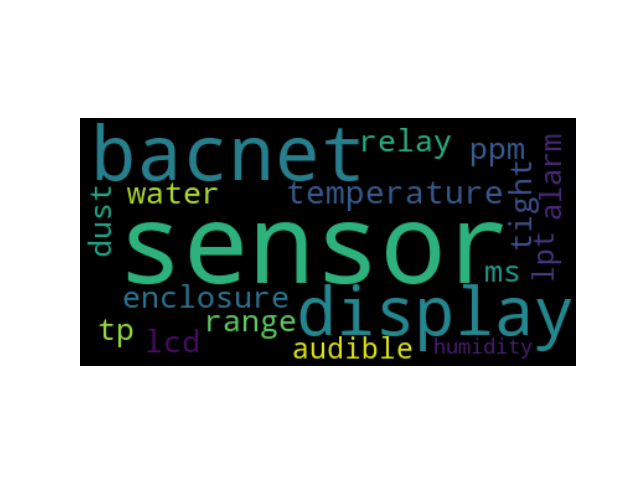 bacnet
relay
ppm
alarm
tight
dust
water
temperature
sensor
lpt
ms
enclosure
display
range
tp
lcd
audible
humidity